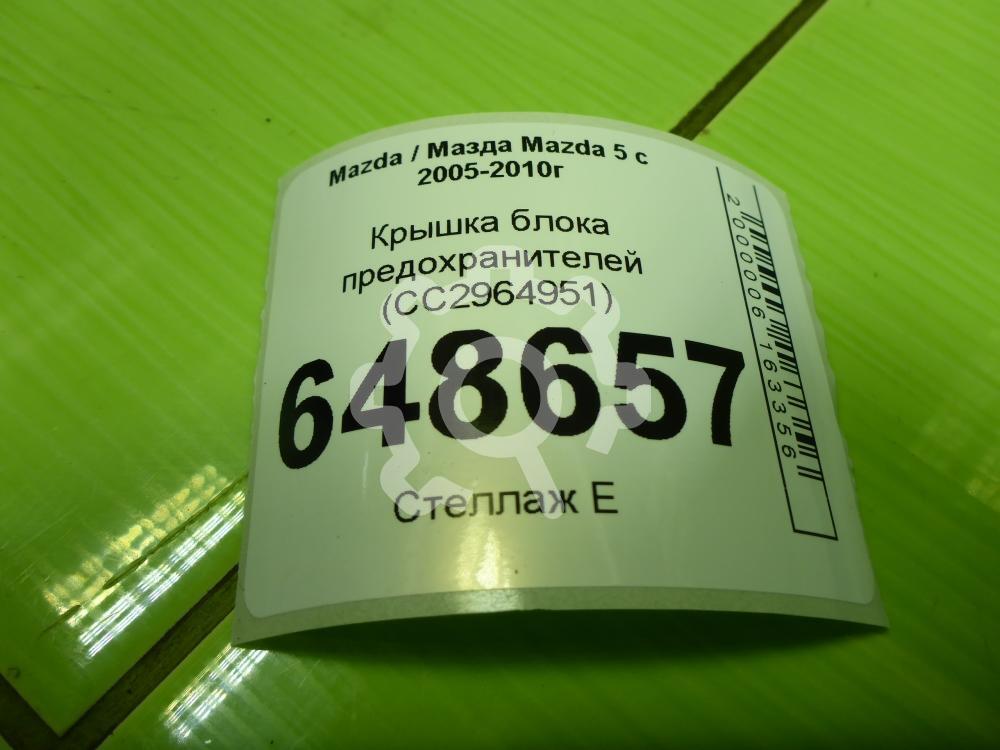 Mazda / Мазда Mazda 5 с
2005-2010г
Крышка блока
предохранителей
(CC2964951)
648657
Стеллаж Е
2000006163356